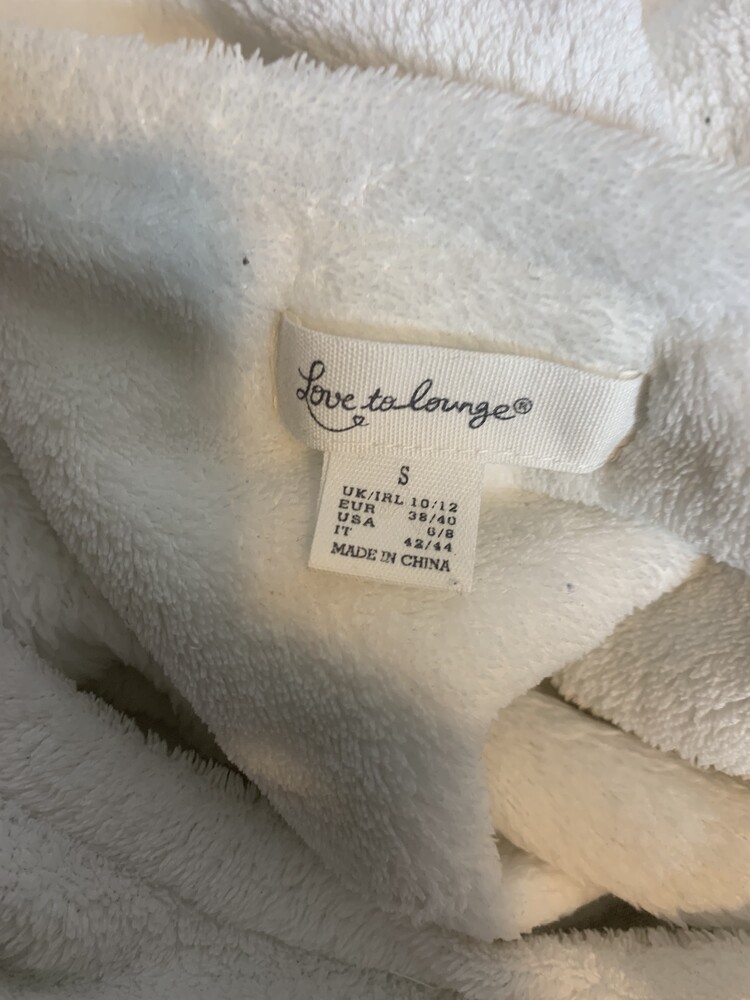 Love to lounge®
S
UK/IRL 10/12
EUR 38/40
USA 6/8
IT 42/44
MADE IN CHINA